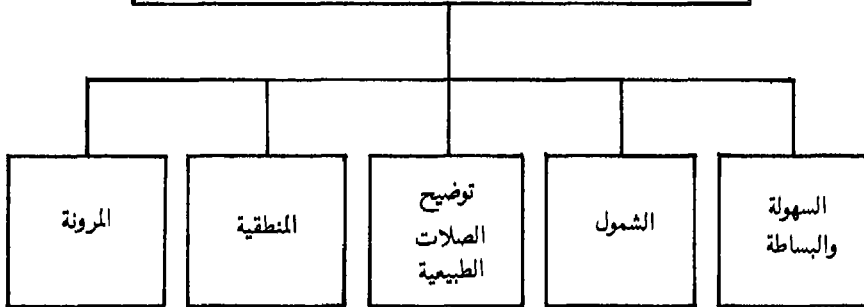 السهولة
والبساطة
الشمول
توضيح
الصلات
الطبيعية
المنطقية
المرونة